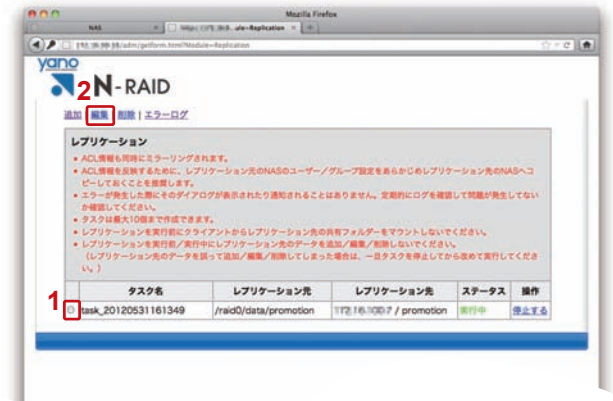 Mozilla Firefox
NAS
ule=Replication
/adm/getform.html?Module=Replication
yano
N-RAID
2
追加 編集 削除 | エラーログ
レプリケーション
• ACL情報も同時にミラーリングされます。
• ACL情報を反映するために、レプリケーション元のNASのユーザー/グループ設定をあらかじめレプリケーション先のNASへコ
ピーしておくことを推奨します。
• エラーが発生した際にそのダイアログが表示されたり通知されることはありません。定期的にログを確認して問題が発生してない
か確認してください。
• タスクは最大10個まで作成できます。
• レプリケーションを実行前にクライアントからレプリケーション先の共有フォルダーをマウントしないでください。
• レプリケーションを実行前/実行中にレプリケーション先のデータを追加/編集/削除しないでください。
（レプリケーション先のデータを誤って追加/編集/削除してしまった場合は、一旦タスクを停止してから改めて実行してくださ
い。）
タスク名 レプリケーション元 レプリケーション先 ステータス 操作
1 task_20120531161349 /raid0/data/promotion / promotion 実行中 停止する